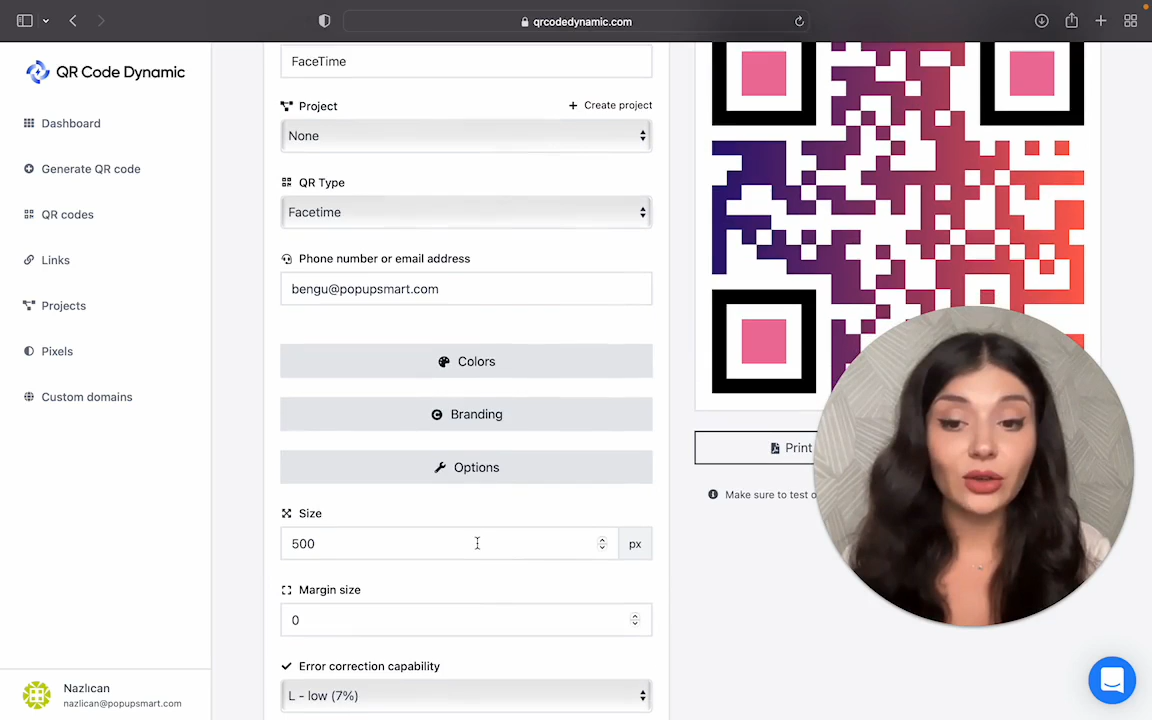 qrcodedynamic.com
QR Code Dynamic
Dashboard
Generate QR code
QR codes
Links
Projects
Pixels
Custom domains
Nazlıcan
nazlican@popupsmart.com
FaceTime
Project
+ Create project
None
QR Type
Facetime
Phone number or email address
bengu@popupsmart.com
Colors
Branding
Options
Size
500
px
Margin size
0
Error correction capability
L - low (7%)
Print
Make sure to test o